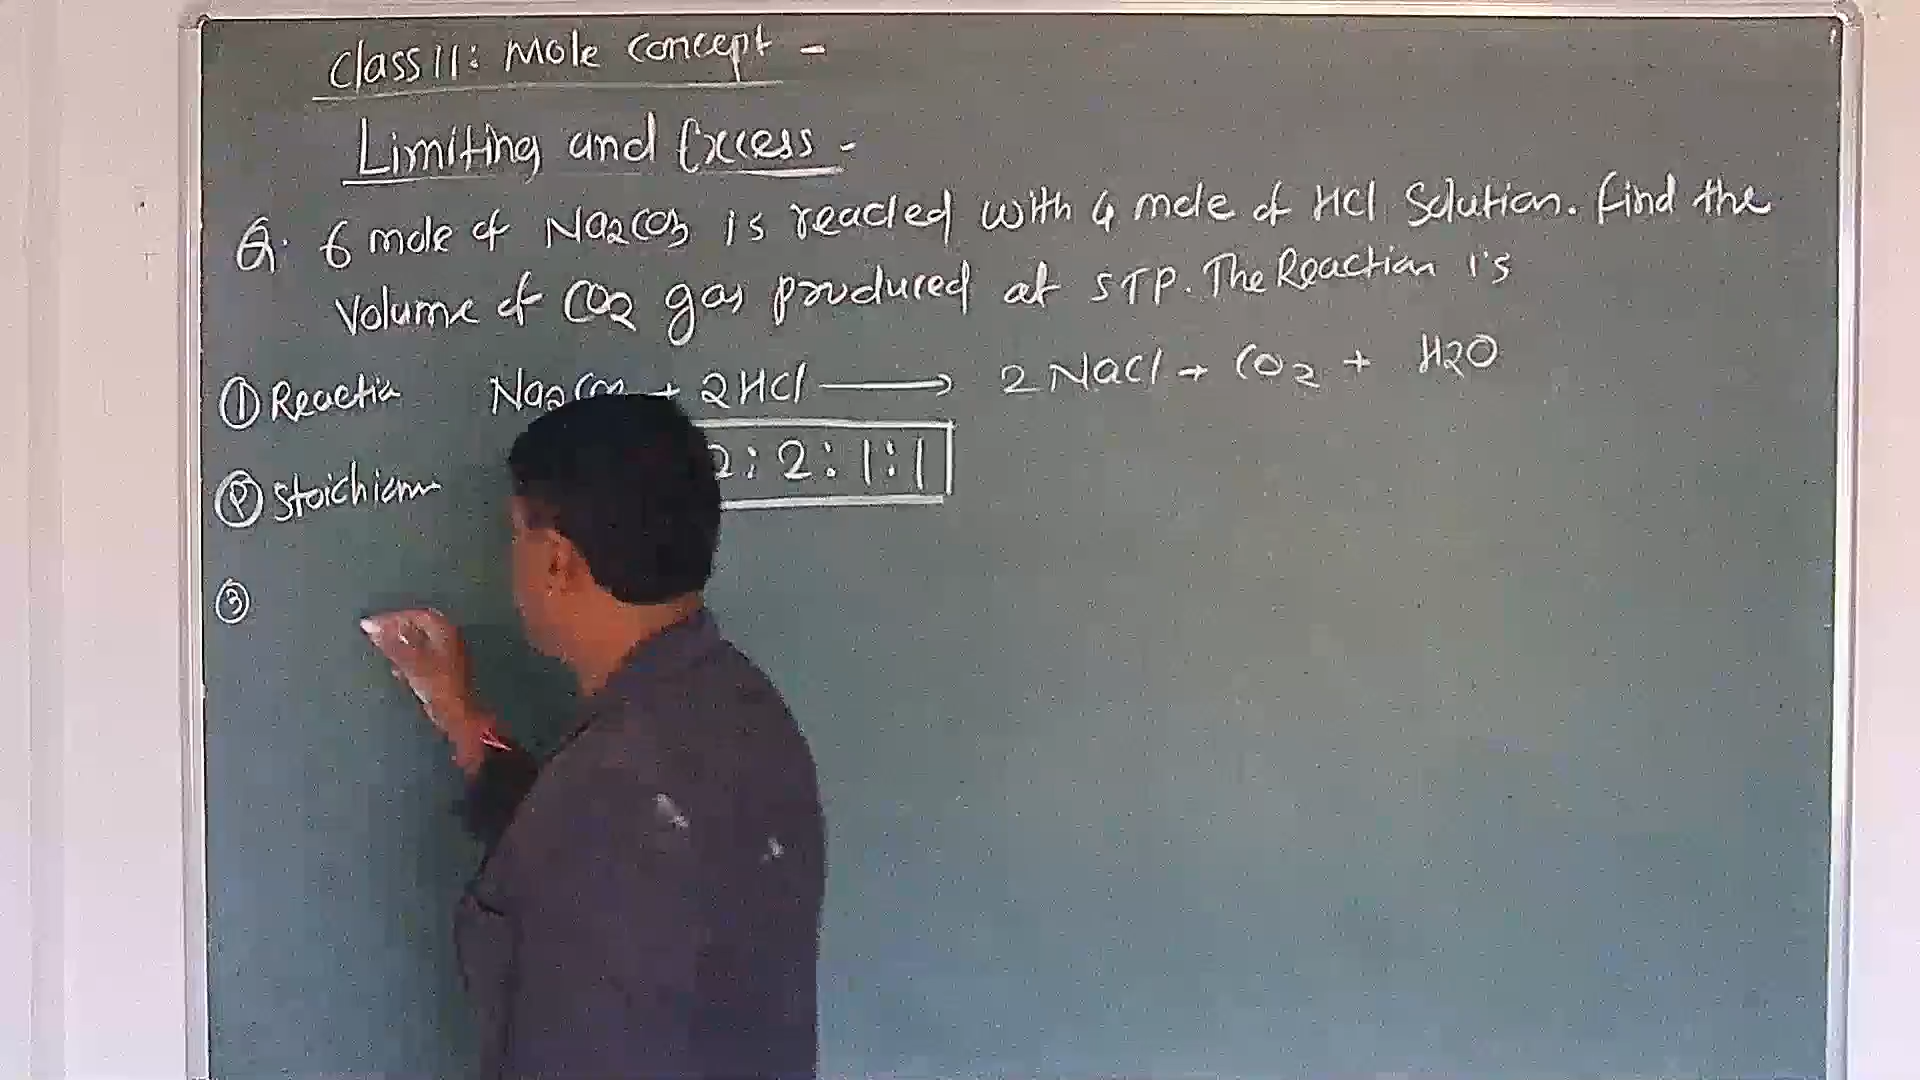 Class 11: Mole Concept -
Limiting and Excess -
Q. 6 mole of Na2CO3 is reacted with 4 mole of HCl Solution. Find the
Volume of CO2 gas produced at STP. The Reaction is
① Reactio Na2CO3 + 2HCl → 2NaCl + CO2 + H2O
② Stoichiom 2:2:1:1
③